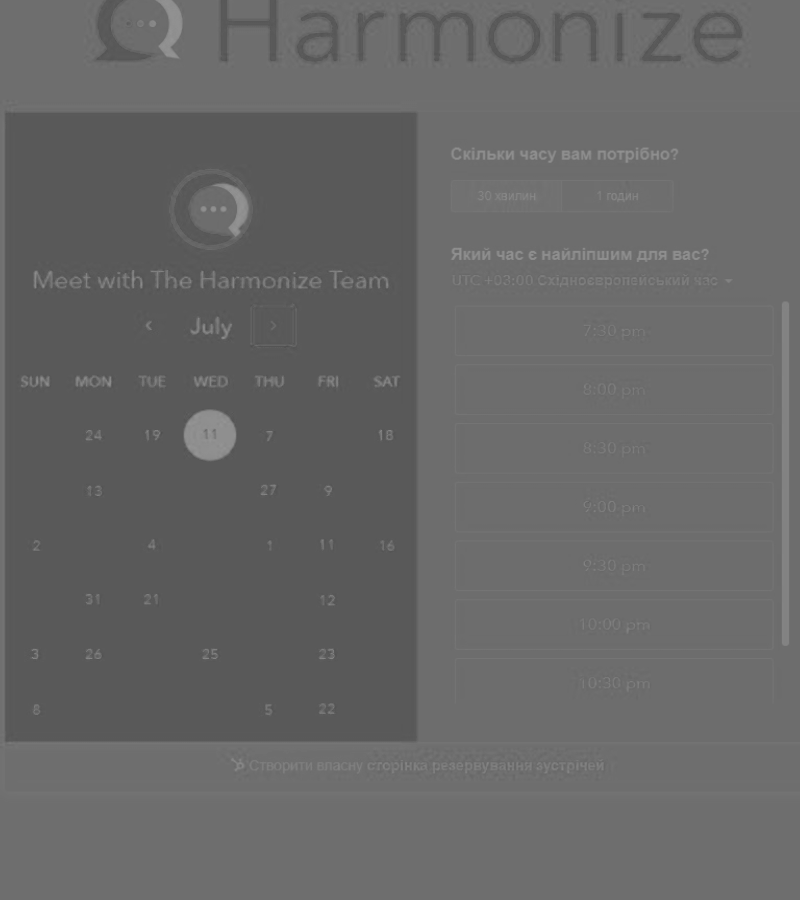 Harmonize
Meet with The Harmonize Team
July
SUN MON TUE WED THU FRI SAT
24 19 11 7 18
13 27 9
2 4 1 11 16
31 21 12
3 26 25 23
8 5 22
Скільки часу вам потрібно?
30 хвилин 1 годин
Який час є найліпшим для вас?
UTC +03:00 Східноєвропейський час
7:30 pm
8:00 pm
8:30 pm
9:00 pm
9:30 pm
10:00 pm
10:30 pm
Створити власну сторінка резервування зустрічей